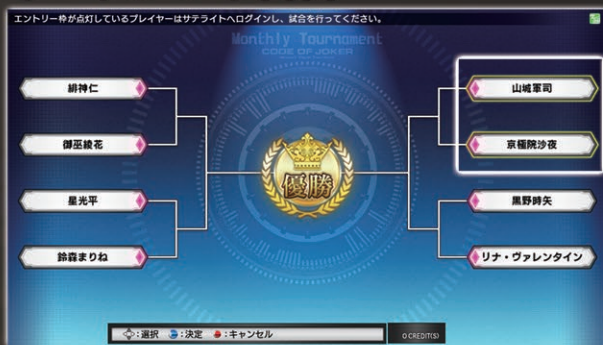 エントリー枠が点灯しているプレイヤーはサテライトへログインし、試合を行ってください。
Monthly Tournament
CODE OF JOKER
緋神仁
御巫綾花
星光平
鈴森まりね
優勝
山城軍司
京極院沙夜
黒野時矢
リナ・ヴァレンタイン
:選択 :決定 :キャンセル
0 CREDIT(S)